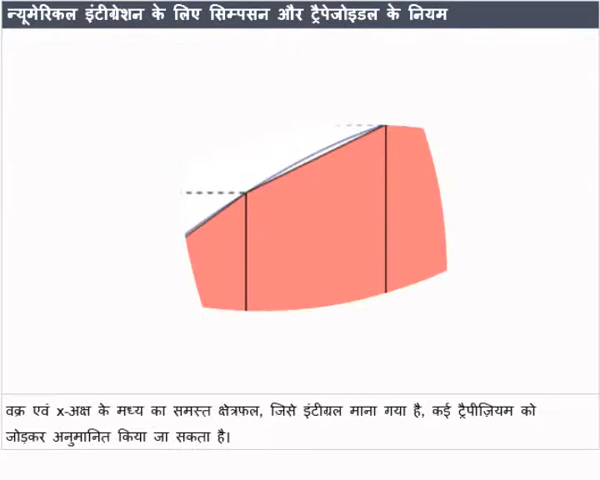 न्यूमेरिकल इंटीग्रेशन के लिए सिम्पसन और ट्रैपेजोइडल के नियम
वक्र एवं x-अक्ष के मध्य का समस्त क्षेत्रफल, जिसे इंटीग्रल माना गया है, कई ट्रैपीज़ियम को
जोड़कर अनुमानित किया जा सकता है।